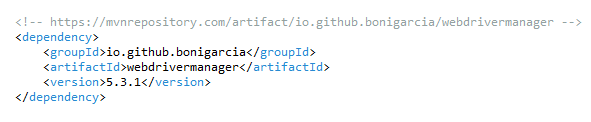 <!-- https://mvnrepository.com/artifact/io.github.bonigarcia/webdrivermanager -->
<dependency>
    <groupId>io.github.bonigarcia</groupId>
    <artifactId>webdrivermanager</artifactId>
    <version>5.3.1</version>
</dependency>